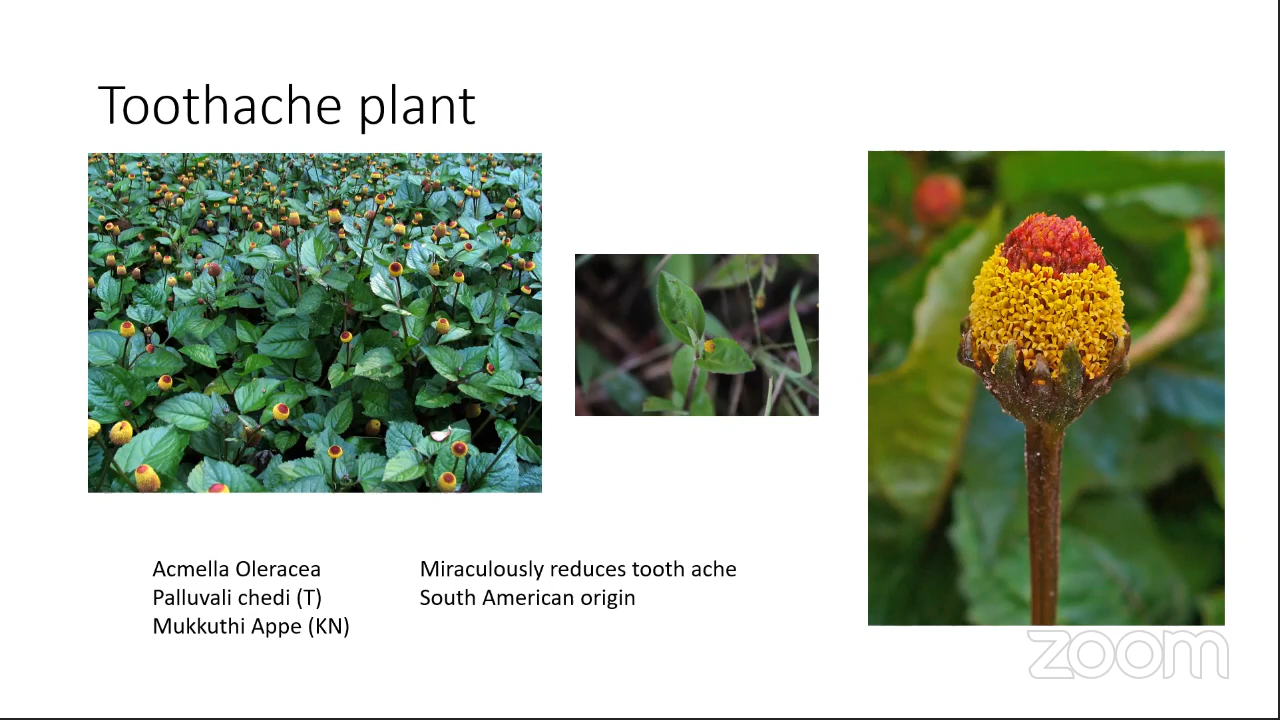 Toothache plant
Acmella Oleracea
Palluvali chedi (T)
Mukkuthi Appe (KN)
Miraculously reduces tooth ache
South American origin
zoom